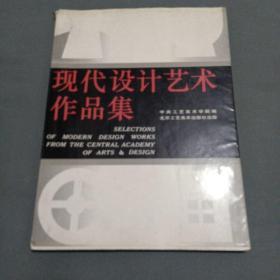 现代设计艺术
作品集
中央工艺美术学院编
北京工艺美术出版社出版
SELECTIONS
OF MODERN DESIGN WORKS
FROM THE CENTRAL ACADEMY
OF ARTS & DESIGN